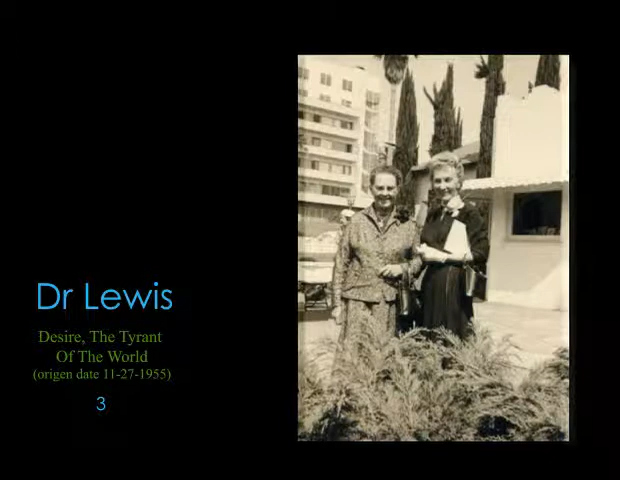 Dr Lewis
Desire, The Tyrant
Of The World
(origen date 11-27-1955)
3